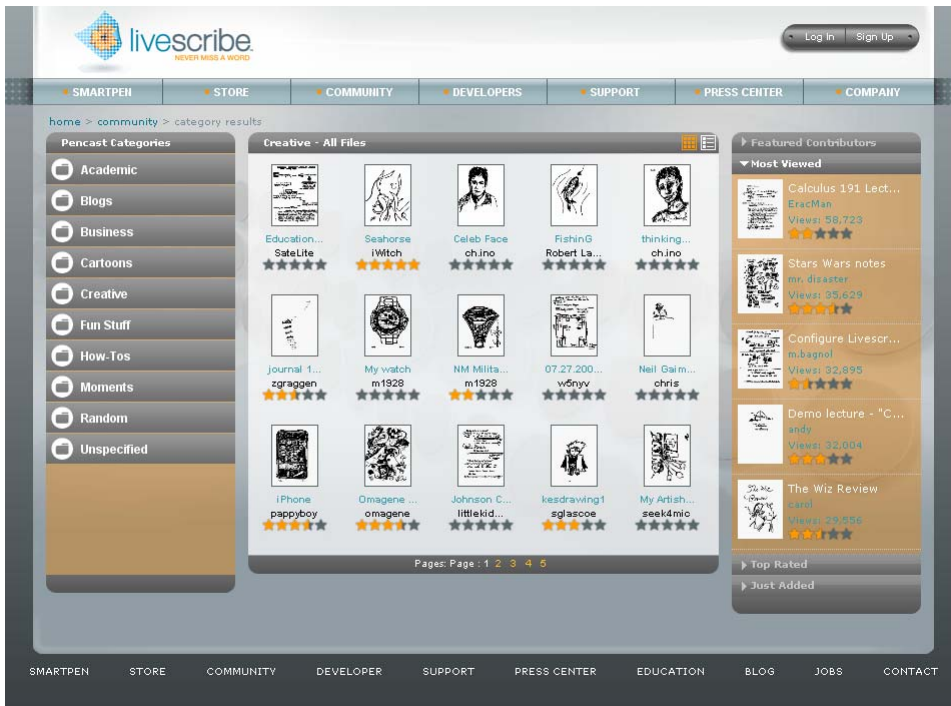 livescribe
NEVER MISS A WORD
Log In Sign Up
SMARTPEN STORE COMMUNITY DEVELOPERS SUPPORT PRESS CENTER COMPANY
home > community > category results
Pencast Categories
Academic
Blogs
Business
Cartoons
Creative
Fun Stuff
How-Tos
Moments
Random
Unspecified
Creative - All Files
Education... Seahorse Celeb Face FishinG thinking...
SateLite iWitch ch.ino Robert La... ch.ino
journal 1... My watch NM Milita... 07.27.200... Neil Gaim...
zgraggen m1928 m1928 w5nyv chris
iPhone Omagene ... Johnson C... kesdrawing1 My Artish...
pappyboy omagene littlekid... sglascoe seek4mic
Pages: Page : 1 2 3 4 5
Featured Contributors
Most Viewed
Calculus 191 Lect...
EracMan
Views: 58,723
Stars Wars notes
mr. disaster
Views: 35,629
Configure Livescr...
m.bagnol
Views: 32,895
Demo lecture - "C...
andy
Views: 32,004
The Wiz Review
carol
Views: 29,556
Top Rated
Just Added
SMARTPEN STORE COMMUNITY DEVELOPER SUPPORT PRESS CENTER EDUCATION BLOG JOBS CONTACT